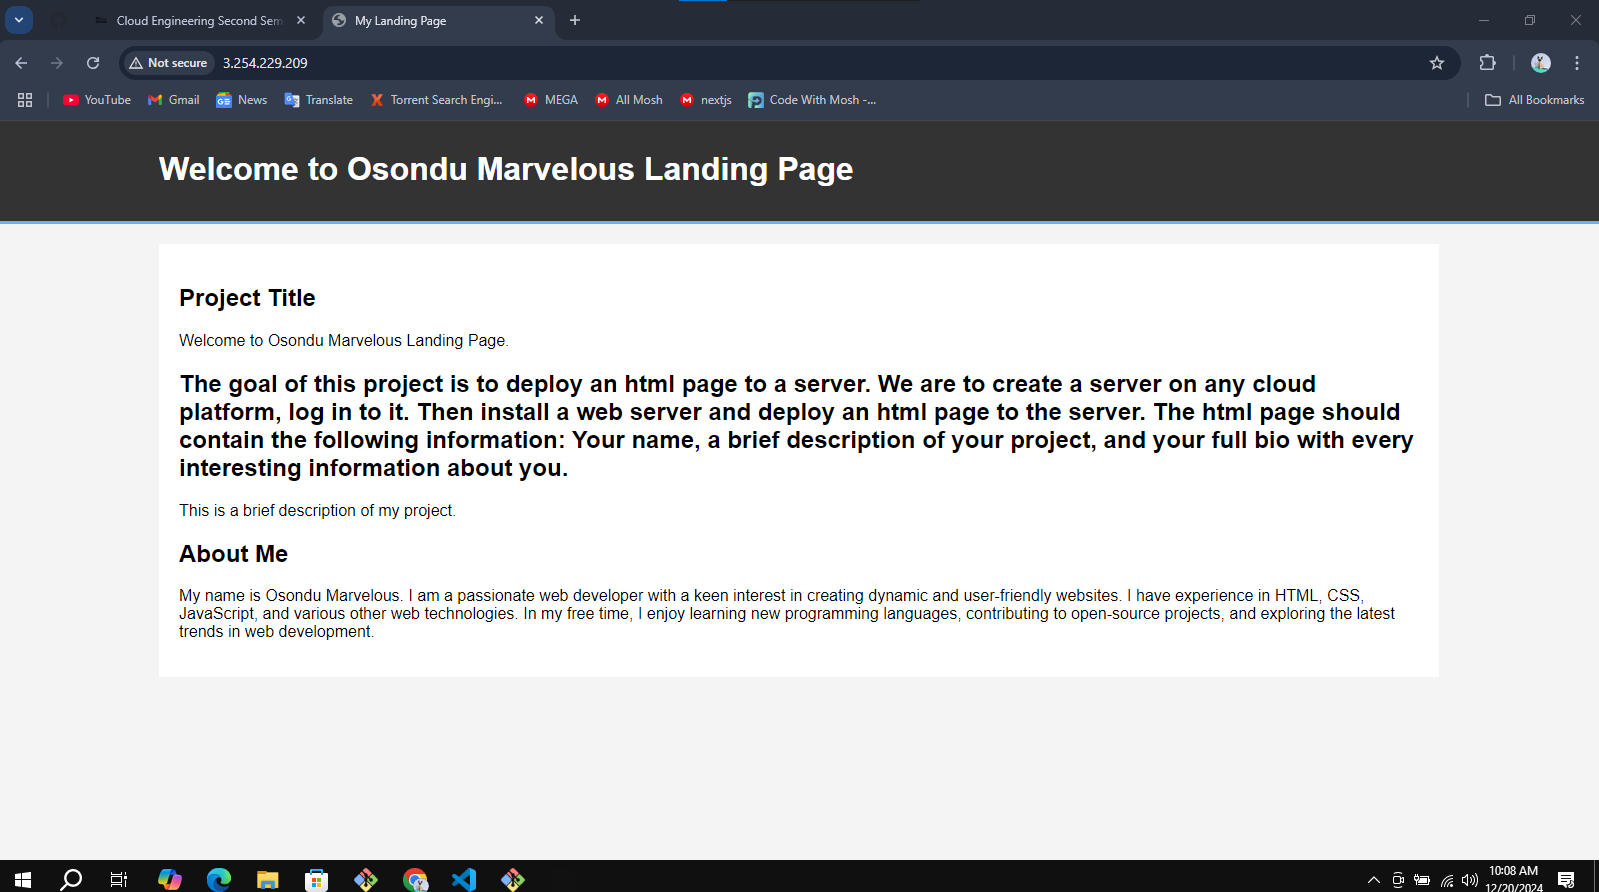 Cloud Engineering Second Sem
My Landing Page
Not secure
3.254.229.209
YouTube
Gmail
News
Translate
Torrent Search Engi...
MEGA
All Mosh
nextjs
Code With Mosh -...
All Bookmarks
Welcome to Osondu Marvelous Landing Page
Project Title
Welcome to Osondu Marvelous Landing Page.
The goal of this project is to deploy an html page to a server. We are to create a server on any cloud
platform, log in to it. Then install a web server and deploy an html page to the server. The html page should
contain the following information: Your name, a brief description of your project, and your full bio with every
interesting information about you.
This is a brief description of my project.
About Me
My name is Osondu Marvelous. I am a passionate web developer with a keen interest in creating dynamic and user-friendly websites. I have experience in HTML, CSS,
JavaScript, and various other web technologies. In my free time, I enjoy learning new programming languages, contributing to open-source projects, and exploring the latest
trends in web development.
10:08 AM
12/20/2024